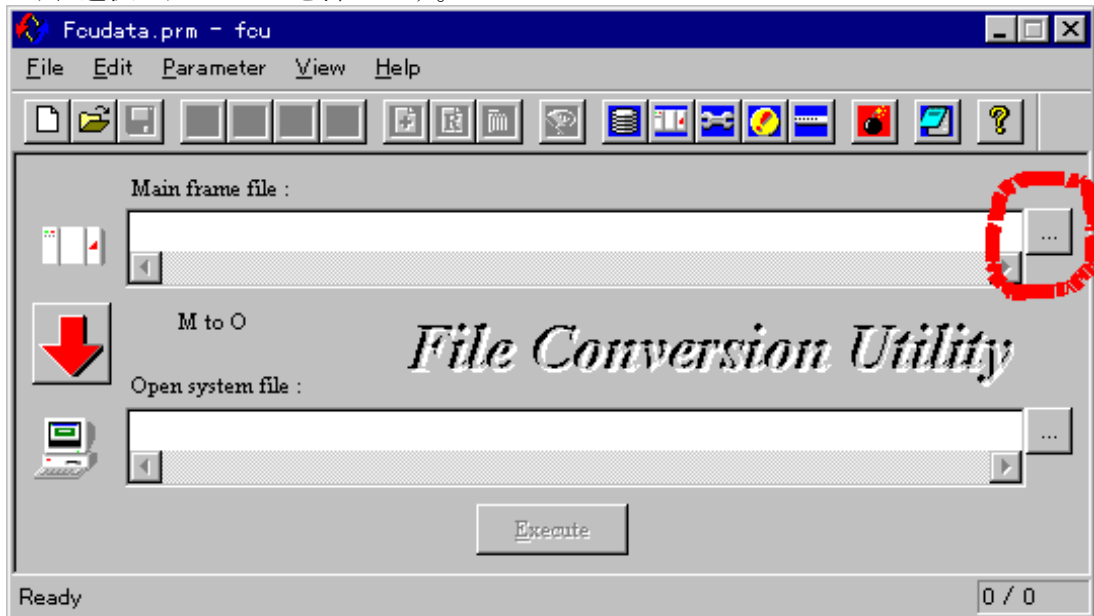 Fcudata.prm - fcu
File Edit Parameter View Help
Main frame file :
...
M to O
File Conversion Utility
Open system file :
...
Execute
Ready
0 / 0